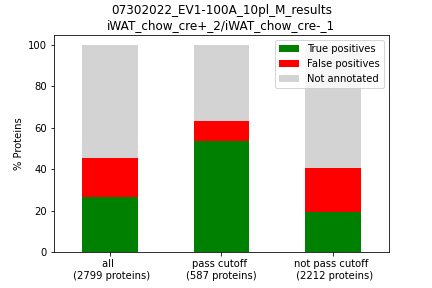 07302022_EV1-100A_10pl_M_results
iWAT_chow_cre+_2/iWAT_chow_cre-_1
True positives
False positives
Not annotated
100
80
60
40
20
0
% Proteins
all
(2799 proteins)
pass cutoff
(587 proteins)
not pass cutoff
(2212 proteins)